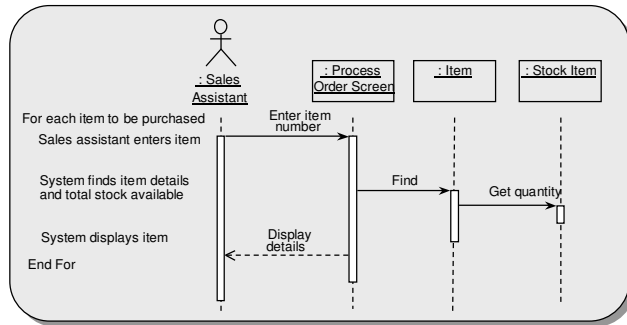 : Sales
Assistant
: Process
Order Screen
: Item
: Stock Item
For each item to be purchased
Enter item
number
Sales assistant enters item
System finds item details
and total stock available
Find
Get quantity
System displays item
Display
details
End For